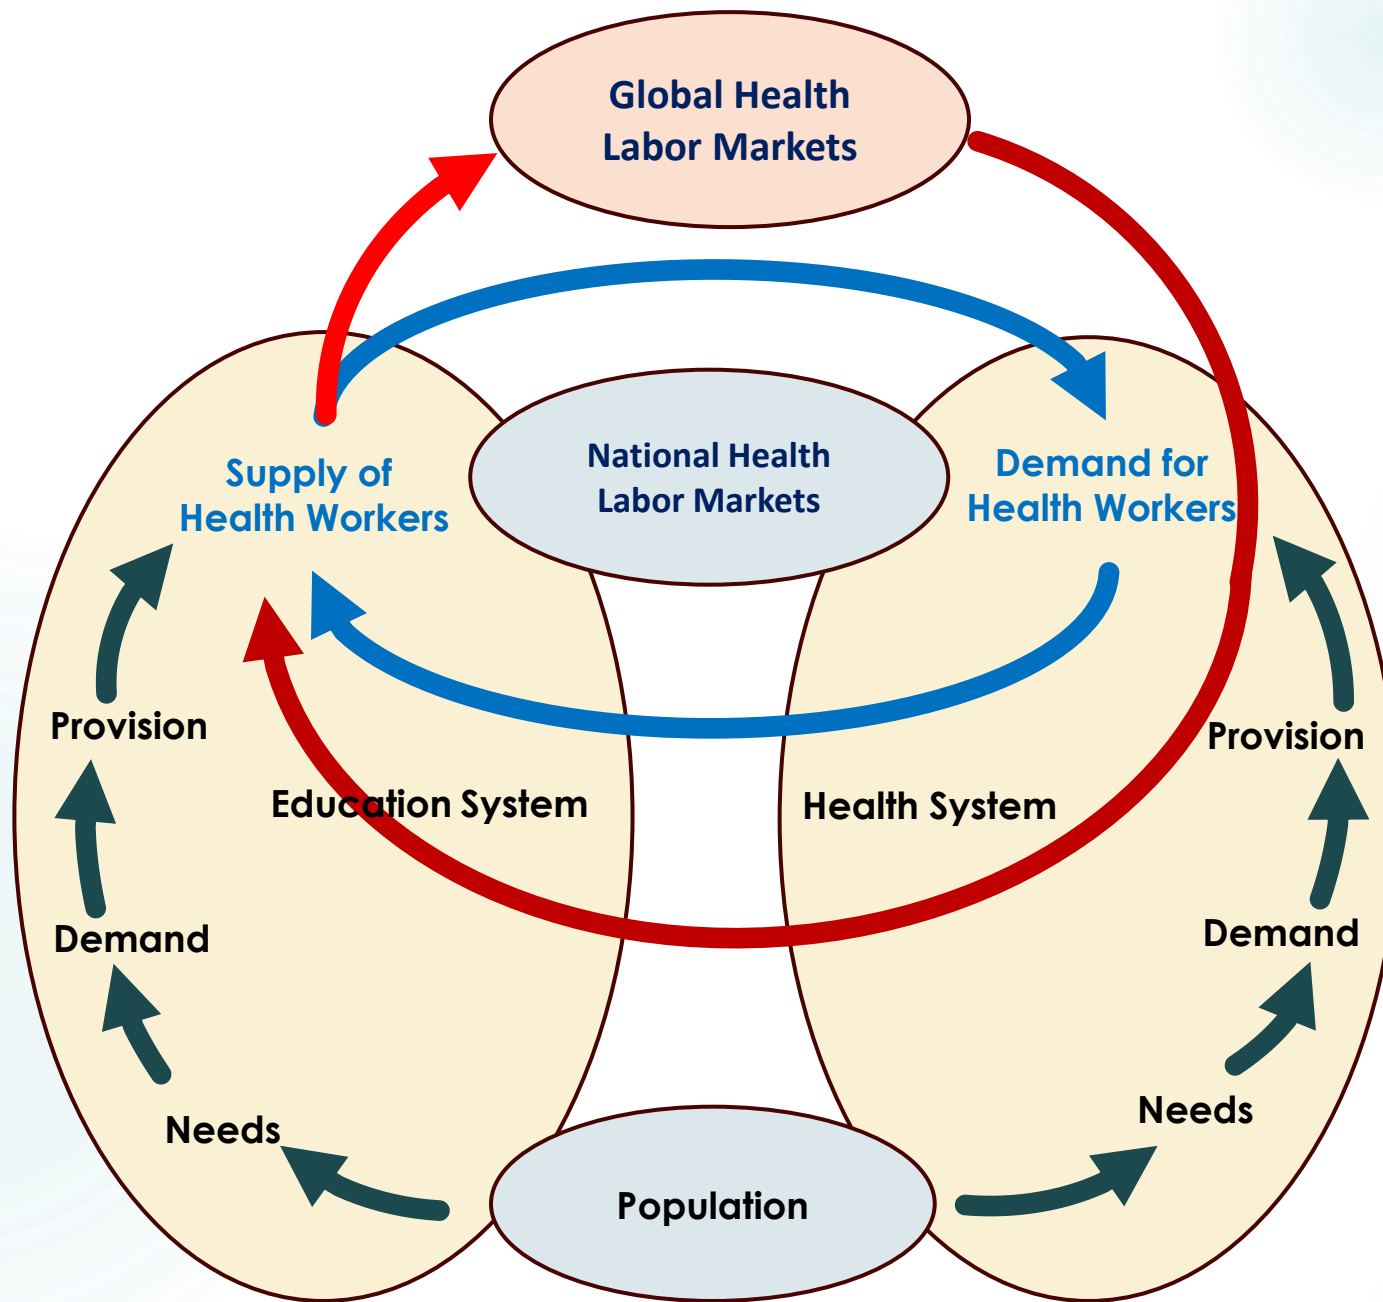 Global Health
Labor Markets
National Health
Labor Markets
Supply of
Health Workers
Demand for
Health Workers
Provision
Provision
Education System
Health System
Demand
Demand
Needs
Needs
Population